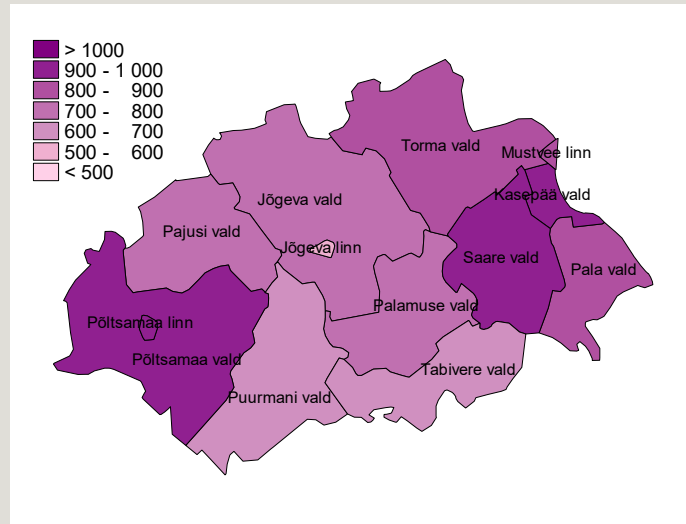 > 1000
900 - 1 000
800 - 900
700 - 800
600 - 700
500 - 600
< 500
Torma vald
Mustvee linn
Kasepää vald
Jõgeva vald
Pajusi vald
Jõgeva linn
Saare vald
Pala vald
Palamuse vald
Põltsamaa linn
Põltsamaa vald
Tabivere vald
Puurmani vald